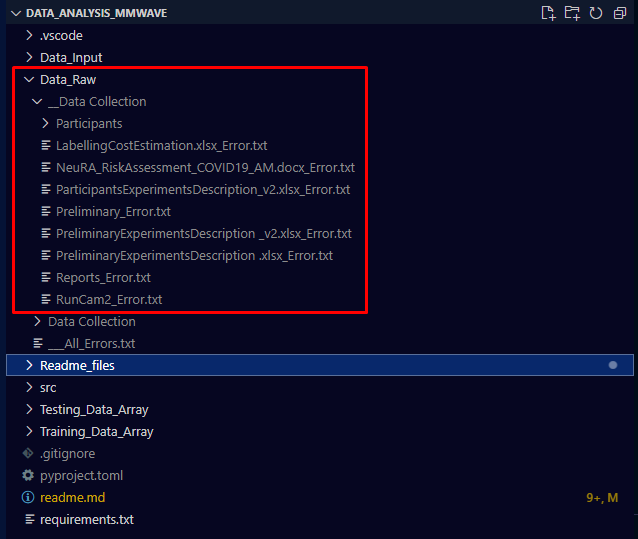 DATA_ANALYSIS_MMWAVE
.vscode
Data_Input
Data_Raw
__Data Collection
Participants
LabellingCostEstimation.xlsx_Error.txt
NeuRA_RiskAssessment_COVID19_AM.docx_Error.txt
ParticipantsExperimentsDescription_v2.xlsx_Error.txt
Preliminary_Error.txt
PreliminaryExperimentsDescription _v2.xlsx_Error.txt
PreliminaryExperimentsDescription .xlsx_Error.txt
Reports_Error.txt
RunCam2_Error.txt
Data Collection
___All_Errors.txt
Readme_files
src
Testing_Data_Array
Training_Data_Array
.gitignore
pyproject.toml
readme.md 9+, M
requirements.txt